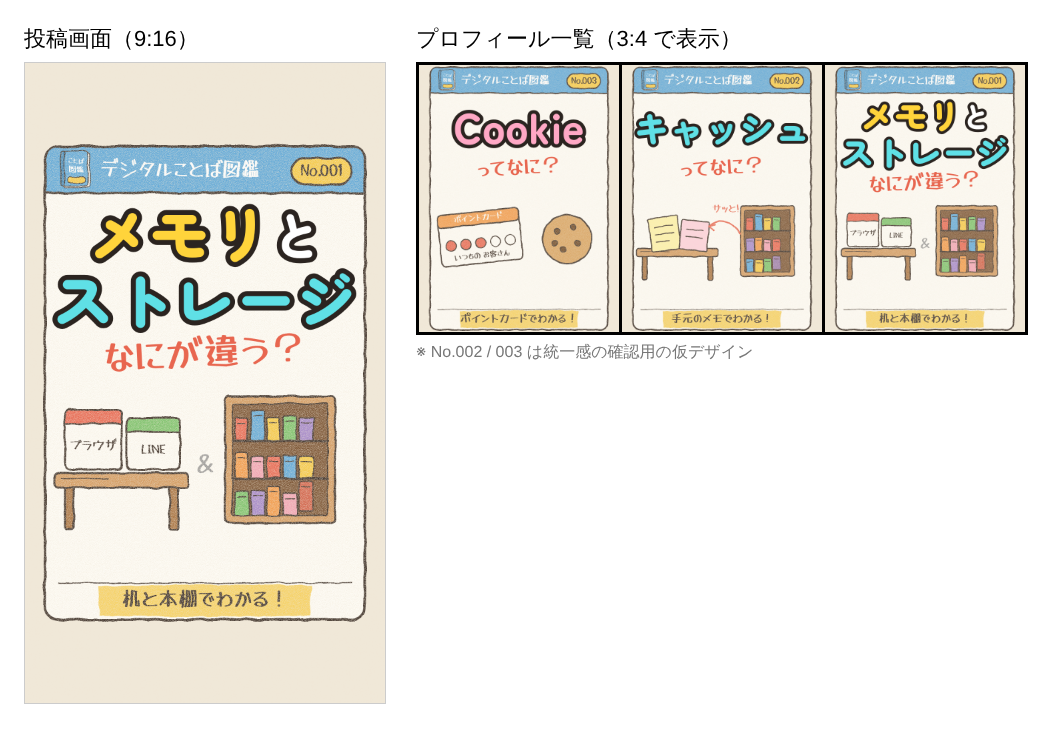 投稿画面（9:16）
ことば
図鑑
デジタルことば図鑑
No.001
メモリと
ストレージ
なにが違う？
ブラウザ
LINE
&
机と本棚でわかる！
プロフィール一覧（3:4 で表示）
デジタルことば図鑑
No.003
Cookie
ってなに？
ポイントカード
いつもの お客さん
ポイントカードでわかる！
デジタルことば図鑑
No.002
キャッシュ
ってなに？
サッと！
手元のメモでわかる！
デジタルことば図鑑
No.001
メモリと
ストレージ
なにが違う？
ブラウザ
LINE
&
机と本棚でわかる！
※ No.002 / 003 は統一感の確認用の仮デザイン